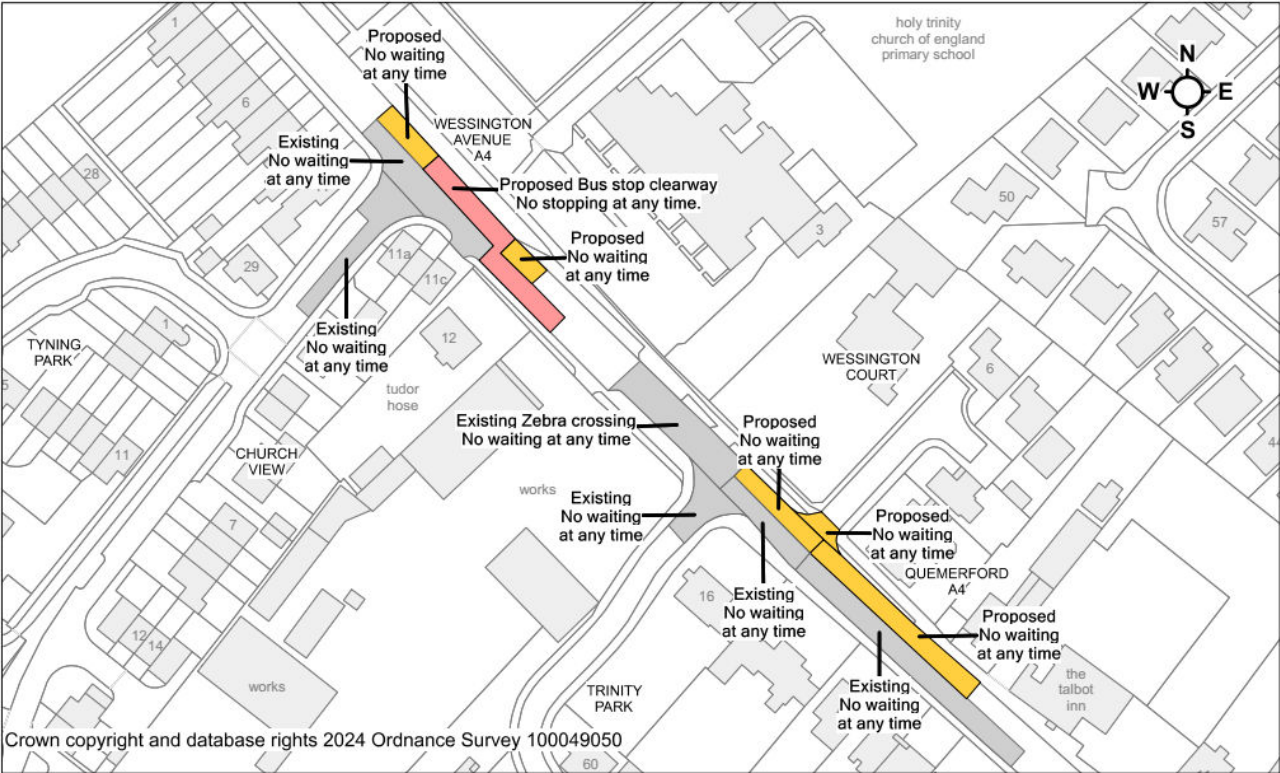 1
Proposed
No waiting
at any time
holy trinity
church of england
primary school
N
W
E
S
6
WESSINGTON
AVENUE
A4
Existing
No waiting
at any time
28
Proposed Bus stop clearway
No stopping at any time.
50
57
3
Proposed
No waiting
at any time
29
11a
11c
Existing
No waiting
at any time
1
TYNING
PARK
12
tudor
hose
WESSINGTON
COURT
6
5
11
Existing Zebra crossing
No waiting at any time
Proposed
No waiting
at any time
44
CHURCH
VIEW
works
Existing
No waiting
at any time
7
Proposed
No waiting
at any time
QUEMERFORD
A4
16
Existing
No waiting
at any time
12
14
Proposed
No waiting
at any time
works
TRINITY
PARK
Existing
No waiting
at any time
the
talbot
inn
Crown copyright and database rights 2024 Ordnance Survey 100049050
60